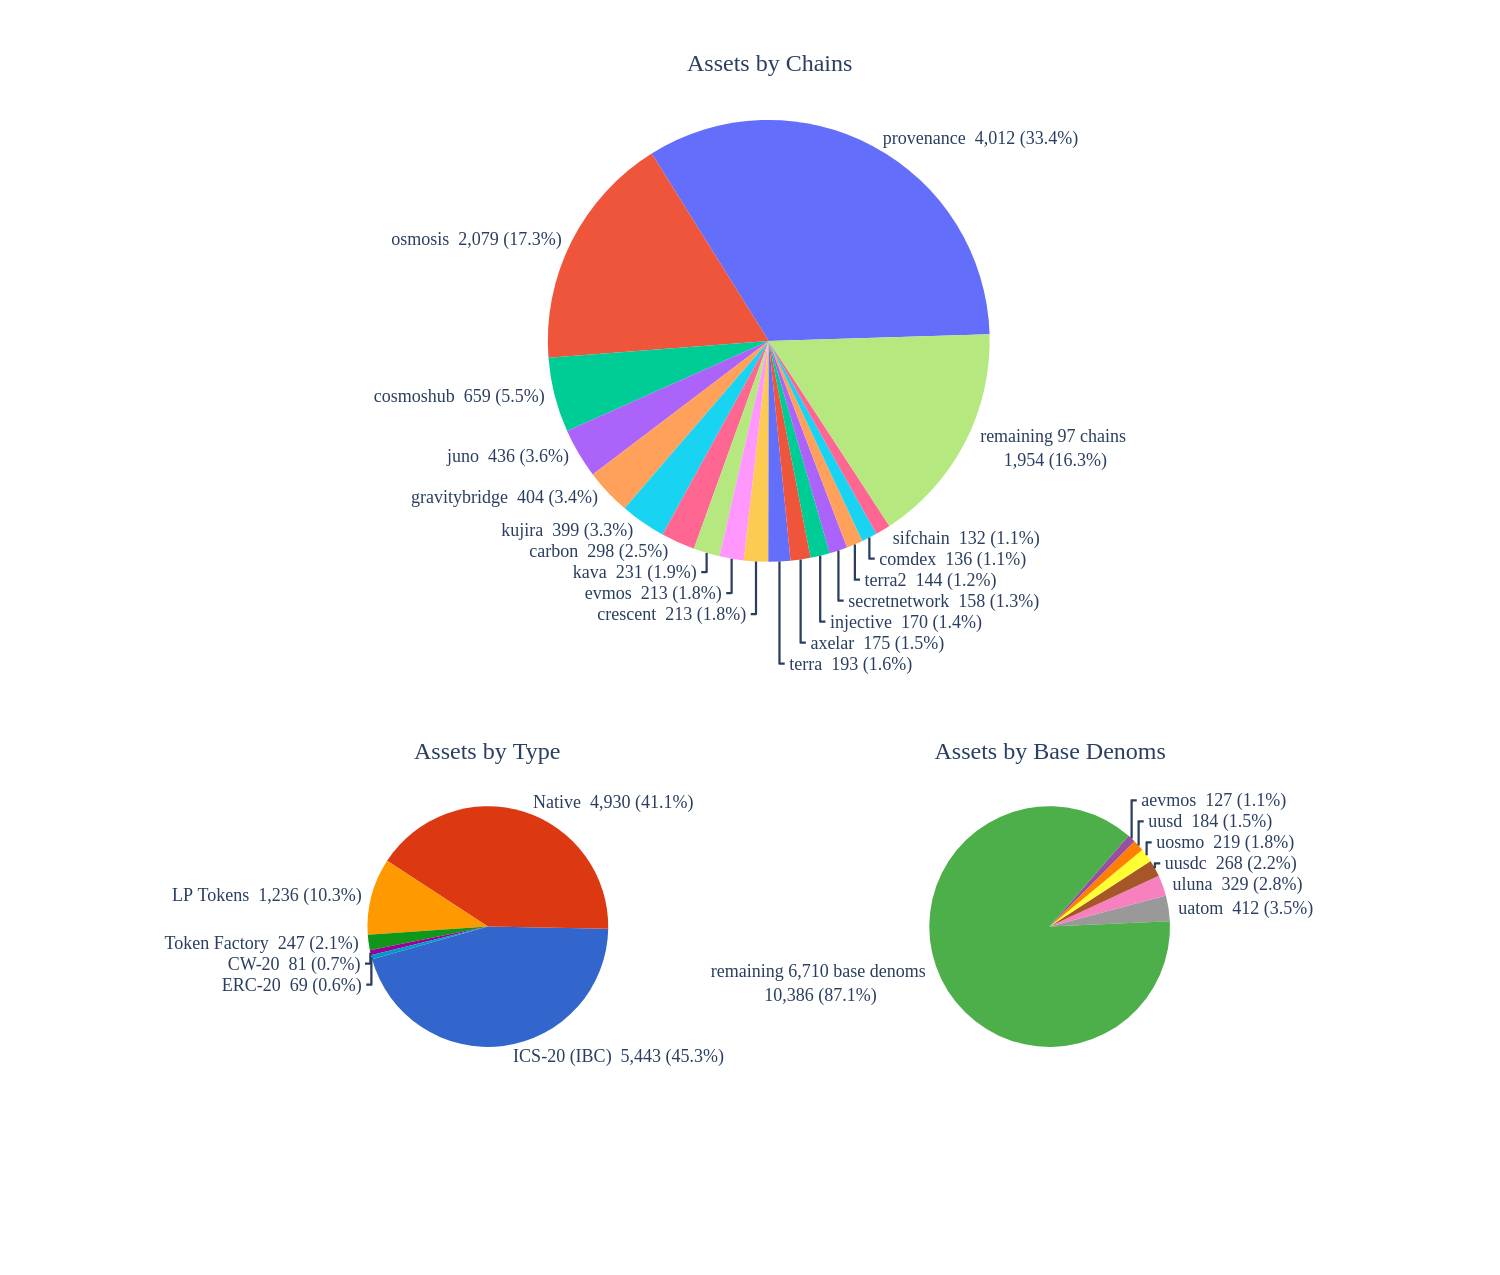 Assets by Chains
provenance 4,012 (33.4%)
osmosis 2,079 (17.3%)
cosmoshub 659 (5.5%)
juno 436 (3.6%)
gravitybridge 404 (3.4%)
kujira 399 (3.3%)
carbon 298 (2.5%)
kava 231 (1.9%)
evmos 213 (1.8%)
crescent 213 (1.8%)
remaining 97 chains
1,954 (16.3%)
sifchain 132 (1.1%)
comdex 136 (1.1%)
terra2 144 (1.2%)
secretnetwork 158 (1.3%)
injective 170 (1.4%)
axelar 175 (1.5%)
terra 193 (1.6%)
Assets by Type
Native 4,930 (41.1%)
LP Tokens 1,236 (10.3%)
Token Factory 247 (2.1%)
CW-20 81 (0.7%)
ERC-20 69 (0.6%)
ICS-20 (IBC) 5,443 (45.3%)
Assets by Base Denoms
aevmos 127 (1.1%)
uusd 184 (1.5%)
uosmo 219 (1.8%)
uusdc 268 (2.2%)
uluna 329 (2.8%)
uatom 412 (3.5%)
remaining 6,710 base denoms
10,386 (87.1%)